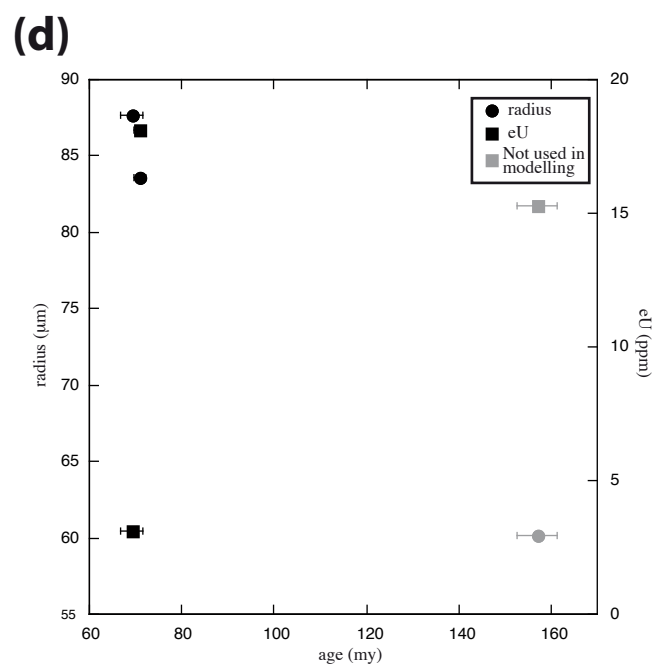 (d)
90
85
80
75
70
65
60
55
radius (μm)
20
15
10
5
0
eU (ppm)
radius
eU
Not used in
modelling
60
80
100
120
140
160
age (my)